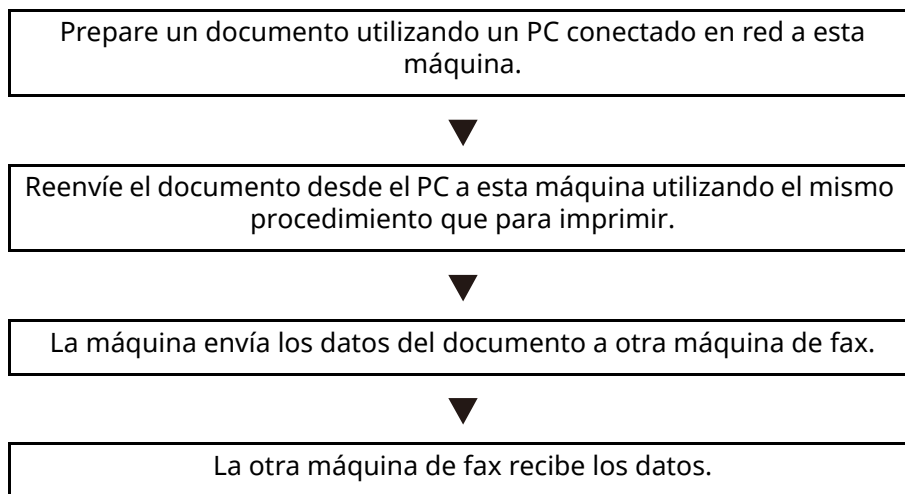 Prepare un documento utilizando un PC conectado en red a esta
máquina.
Reenvíe el documento desde el PC a esta máquina utilizando el mismo
procedimiento que para imprimir.
La máquina envía los datos del documento a otra máquina de fax.
La otra máquina de fax recibe los datos.